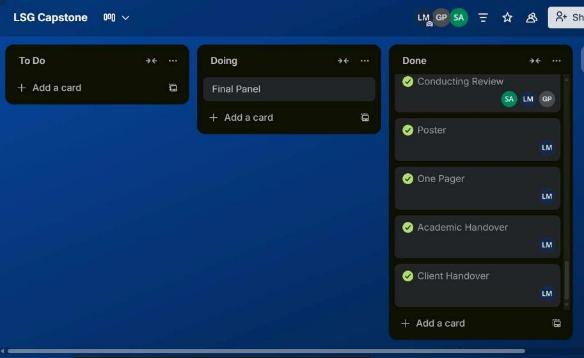 LSG Capstone
LM GP SA
Sh
To Do
+ Add a card
Doing
Final Panel
+ Add a card
Done
Conducting Review
SA LM GP
Poster
LM
One Pager
LM
Academic Handover
LM
Client Handover
LM
+ Add a card